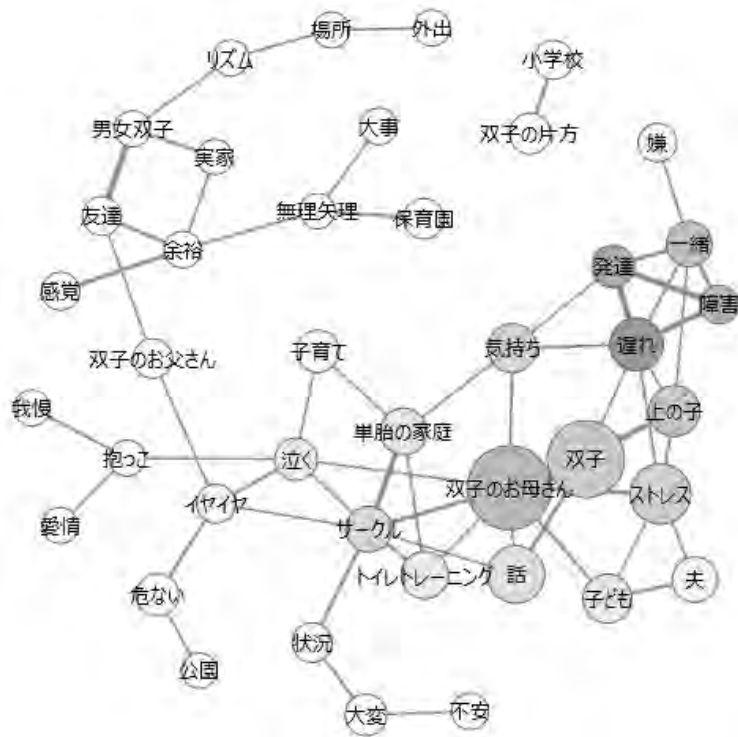 外出
場所
リズム
小学校
男女双子
大事
双子の片方
嫌
実家
友達
無理矢理
保育園
余裕
一緒
発達
感覚
障害
双子のお父さん
子育て
気持ち
遅れ
我慢
単胎の家庭
上の子
抱っこ
泣く
双子
双子のお母さん
ストレス
イヤイヤ
愛情
サークル
トイレトレーニング
話
夫
危ない
子ども
状況
公園
大変
不安